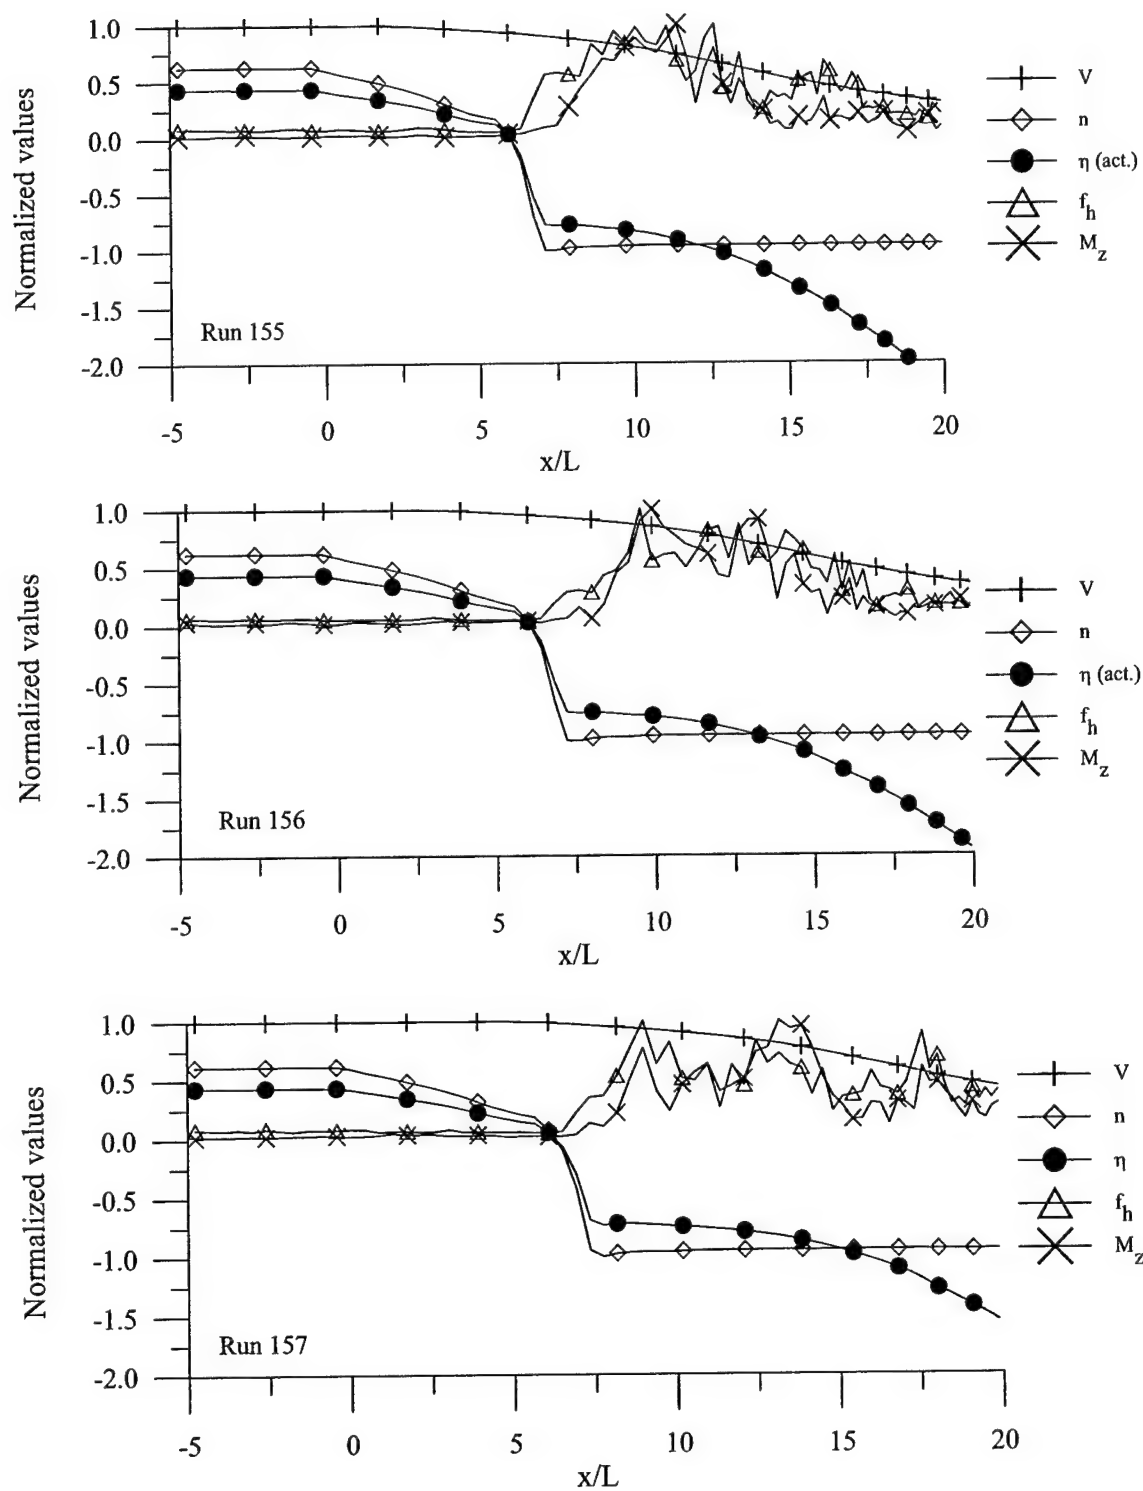 1.0
0.5
0.0
-0.5
-1.0
-1.5
-2.0
Normalized values
Run 155
-5 0 5 10 15 20
x/L
V
n
η (act.)
f_h
M_z
1.0
0.5
0.0
-0.5
-1.0
-1.5
-2.0
Normalized values
Run 156
-5 0 5 10 15 20
x/L
V
n
η (act.)
f_h
M_z
1.0
0.5
0.0
-0.5
-1.0
-1.5
-2.0
Normalized values
Run 157
-5 0 5 10 15 20
x/L
V
n
η
f_h
M_z